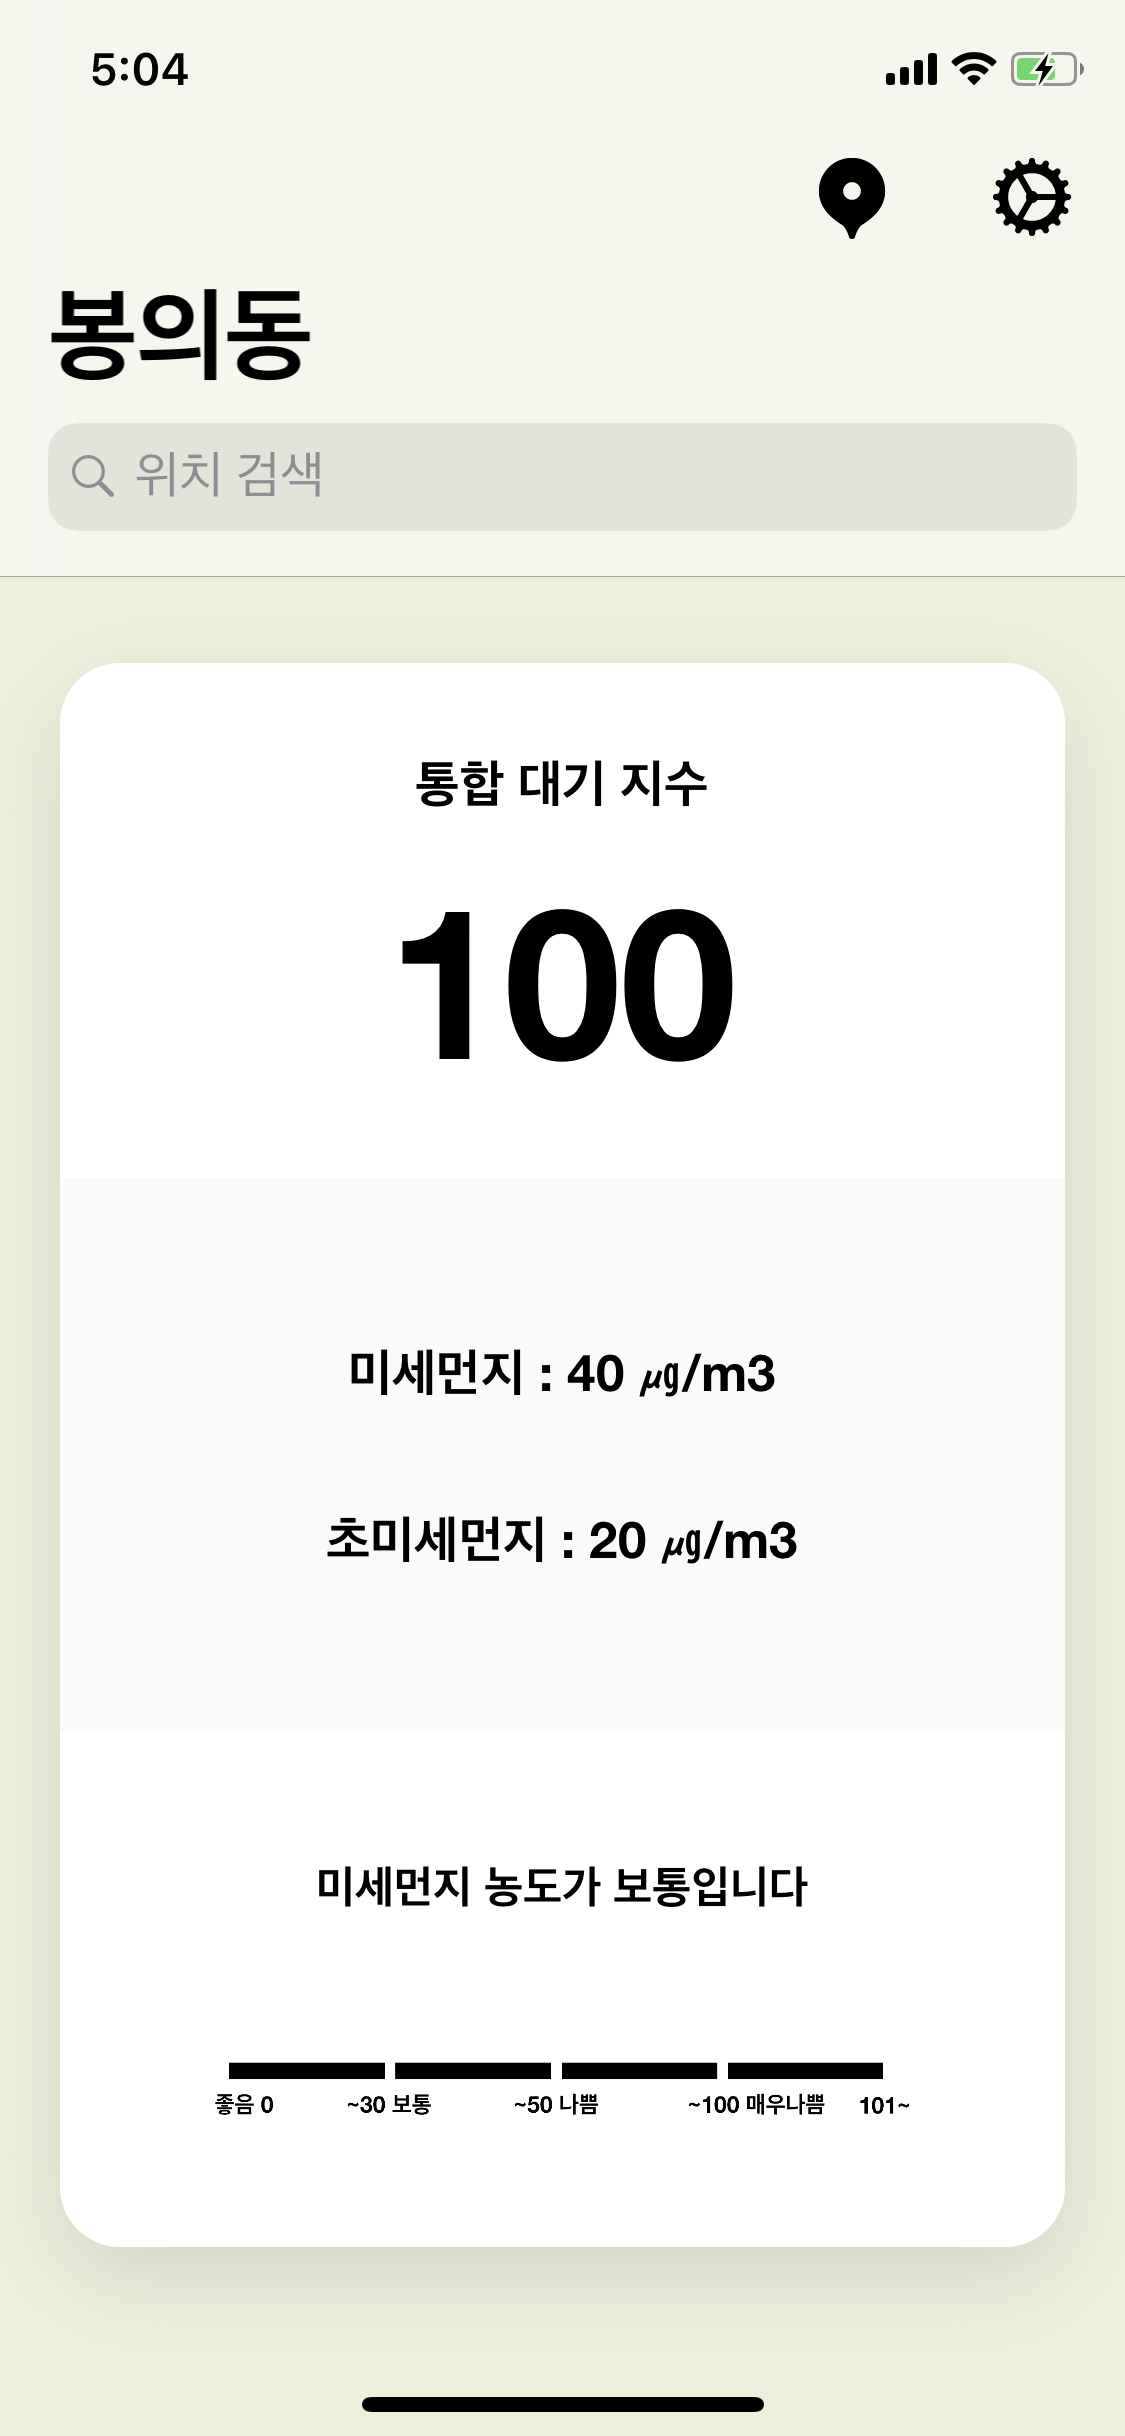 5:04
봉의동
위치 검색
통합 대기 지수
100
미세먼지 : 40 ㎍/m3
초미세먼지 : 20 ㎍/m3
미세먼지 농도가 보통입니다
좋음 0 ~30 보통 ~50 나쁨 ~100 매우나쁨 101~